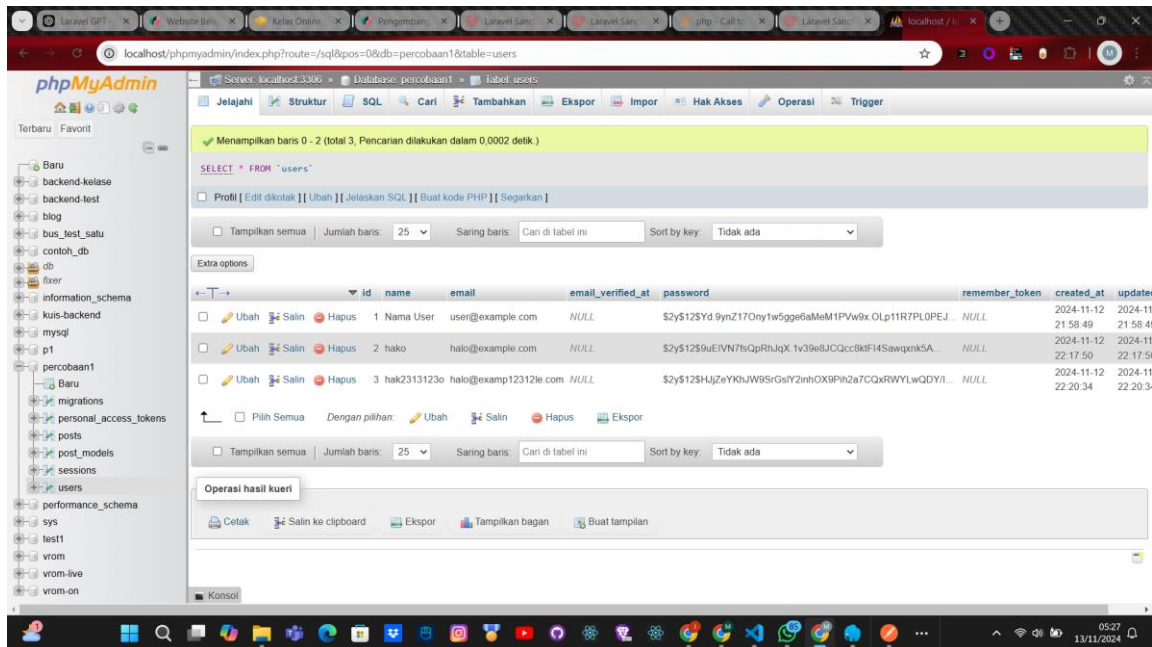 Laravel GPT
Website Bel
Kelas Online
Pengemban
Laravel Sanc
Laravel Sanc
php - Call t
Laravel Sanc
localhost / l
localhost/phpmyadmin/index.php?route=/sql&pos=0&db=percobaan1&table=users
phpMyAdmin
Terbaru Favorit
Baru
backend-kelase
backend-test
blog
bus_test_satu
contoh_db
db
fixer
information_schema
kuis-backend
mysql
p1
percobaan1
Baru
migrations
personal_access_tokens
posts
post_models
sessions
users
performance_schema
sys
test1
vrom
vrom-live
vrom-on
Server: localhost:3306 » Database: percobaan1 » Tabel: users
Jelajahi Struktur SQL Cari Tambahkan Ekspor Impor Hak Akses Operasi Trigger
Menampilkan baris 0 - 2 (total 3, Pencarian dilakukan dalam 0,0002 detik.)
SELECT * FROM `users`
Profil [ Edit dikotak ] [ Ubah ] [ Jelaskan SQL ] [ Buat kode PHP ] [ Segarkan ]
Tampilkan semua | Jumlah baris: 25 Saring baris: Cari di tabel ini Sort by key: Tidak ada
Extra options
id name email email_verified_at password remember_token created_at update
Ubah Salin Hapus 1 Nama User user@example.com NULL NULL 2024-11-12 21:58:49 2024-11
Ubah Salin Hapus 2 hako halo@example.com NULL NULL 2024-11-12 22:17:50 2024-11
Ubah Salin Hapus 3 hak2313123o halo@examp12312le.com NULL NULL 2024-11-12 22:20:34 2024-11
Pilih Semua Dengan pilihan: Ubah Salin Hapus Ekspor
Tampilkan semua | Jumlah baris: 25 Saring baris: Cari di tabel ini Sort by key: Tidak ada
Operasi hasil kueri
Cetak Salin ke clipboard Ekspor Tampilkan bagan Buat tampilan
Konsol
05:27
13/11/2024